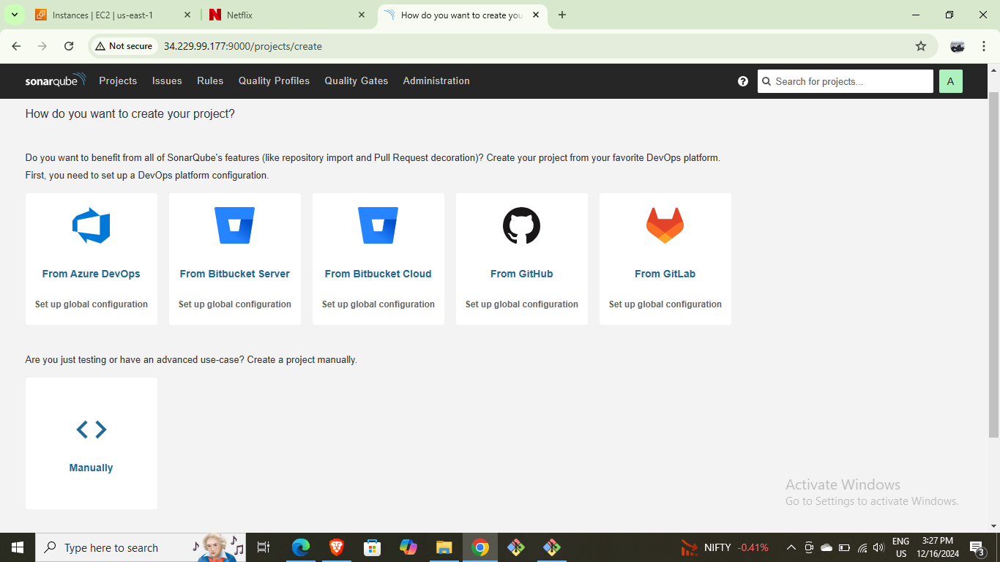 Instances | EC2 | us-east-1
Netflix
How do you want to create you
Not secure
34.229.99.177:9000/projects/create
sonarqube
Projects
Issues
Rules
Quality Profiles
Quality Gates
Administration
Search for projects...
A
How do you want to create your project?
Do you want to benefit from all of SonarQube's features (like repository import and Pull Request decoration)? Create your project from your favorite DevOps platform.
First, you need to set up a DevOps platform configuration.
From Azure DevOps
Set up global configuration
From Bitbucket Server
Set up global configuration
From Bitbucket Cloud
Set up global configuration
From GitHub
Set up global configuration
From GitLab
Set up global configuration
Are you just testing or have an advanced use-case? Create a project manually.
Manually
Activate Windows
Go to Settings to activate Windows.
Type here to search
NIFTY -0.41%
ENG
US
3:27 PM
12/16/2024
3